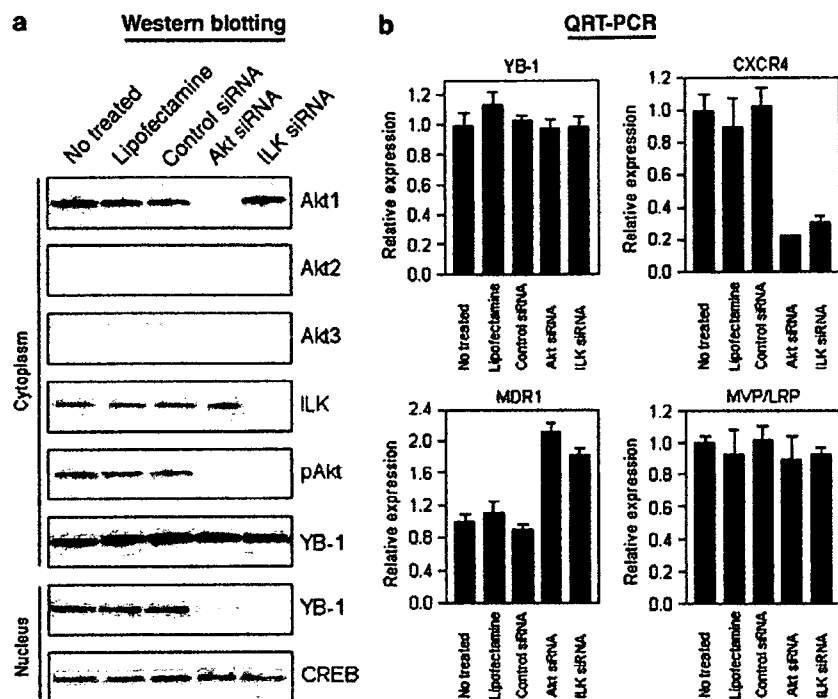 a
Western blotting
No treated
Lipofectamine
Control siRNA
Akt siRNA
ILK siRNA
Cytoplasm
Akt1
Akt2
Akt3
ILK
pAkt
YB-1
Nucleus
YB-1
CREB
b
QRT-PCR
YB-1
Relative expression
1.2
1.0
0.8
0.6
0.4
0.2
0.0
No treated
Lipofectamine
Control siRNA
Akt siRNA
ILK siRNA
CXCR4
Relative expression
1.2
1.0
0.8
0.6
0.4
0.2
0.0
No treated
Lipofectamine
Control siRNA
Akt siRNA
ILK siRNA
MDR1
Relative expression
2.4
2.0
1.6
1.2
0.8
0.4
0.0
No treated
Lipofectamine
Control siRNA
Akt siRNA
ILK siRNA
MVP/LRP
Relative expression
1.2
1.0
0.8
0.6
0.4
0.2
0.0
No treated
Lipofectamine
Control siRNA
Akt siRNA
ILK siRNA